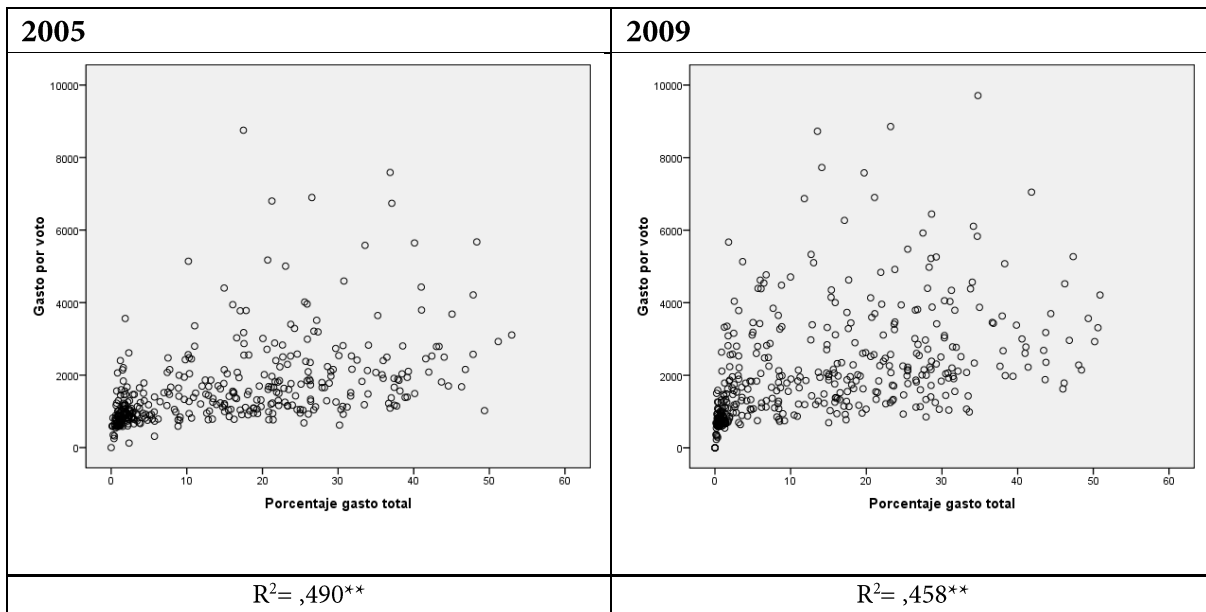 2005
2009
10000
8000
6000
4000
2000
0
Gasto por voto
0 10 20 30 40 50 60
Porcentaje gasto total
10000
8000
6000
4000
2000
0
Gasto por voto
0 10 20 30 40 50 60
Porcentaje gasto total
R²= ,490**
R²= ,458**